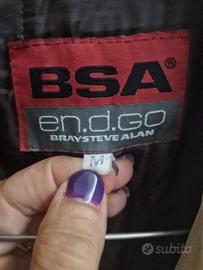 BSA®
en.d.GO
BRAYSTEVE ALAN
M
subito